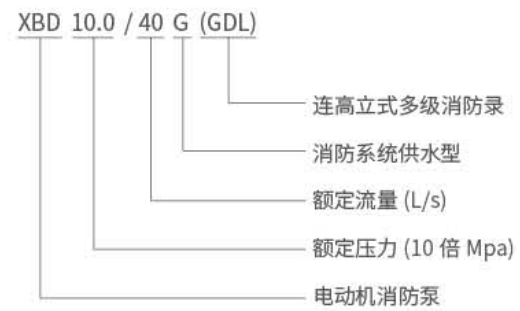 XBD 10.0 / 40 G (GDL)
连高立式多级消防录
消防系统供水型
额定流量 (L/s)
额定压力 (10 倍 Mpa)
电动机消防泵